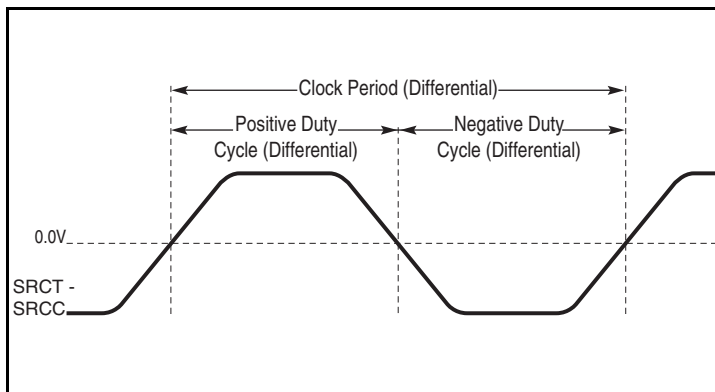 Clock Period (Differential)
Positive Duty
Cycle (Differential)
Negative Duty
Cycle (Differential)
0.0V
SRCT -
SRCC